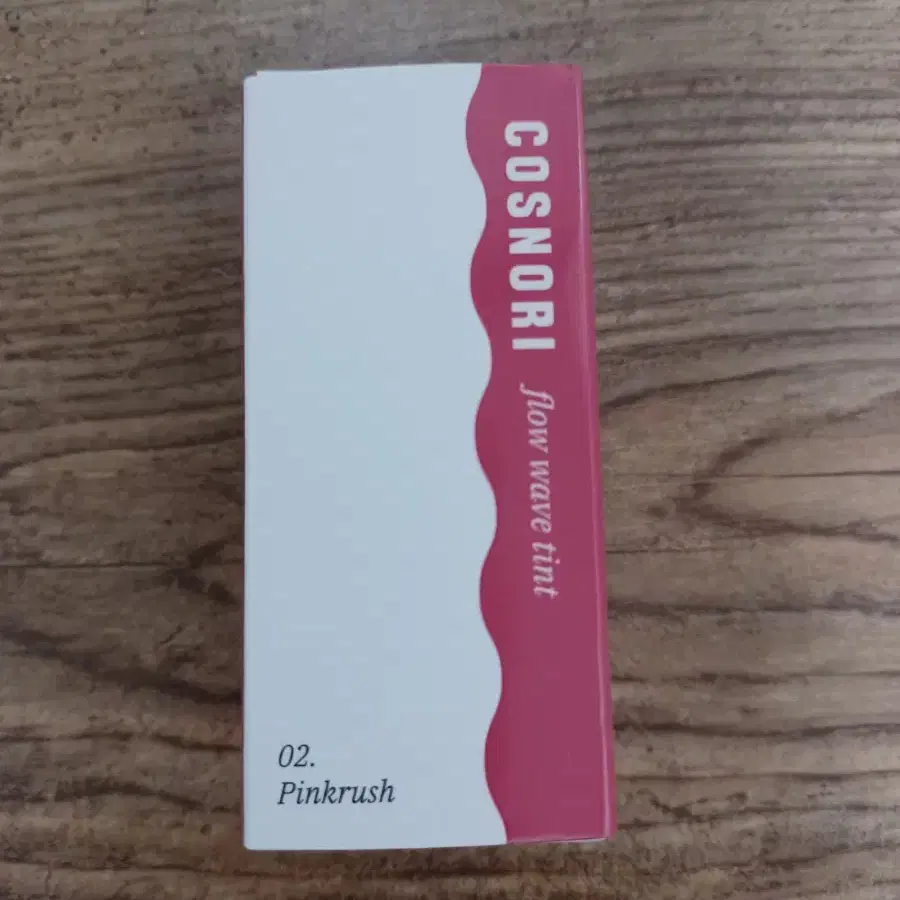 COSNORI flow wave tint
02.
Pinkrush